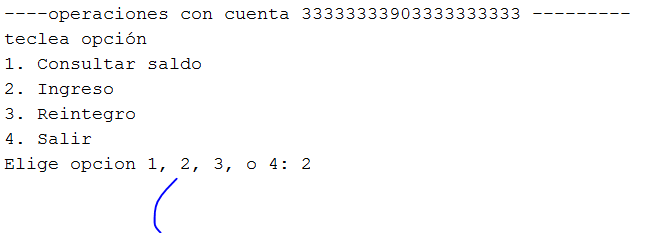 ----operaciones con cuenta 33333333903333333333 ---------
teclea opción
1. Consultar saldo
2. Ingreso
3. Reintegro
4. Salir
Elige opcion 1, 2, 3, o 4: 2